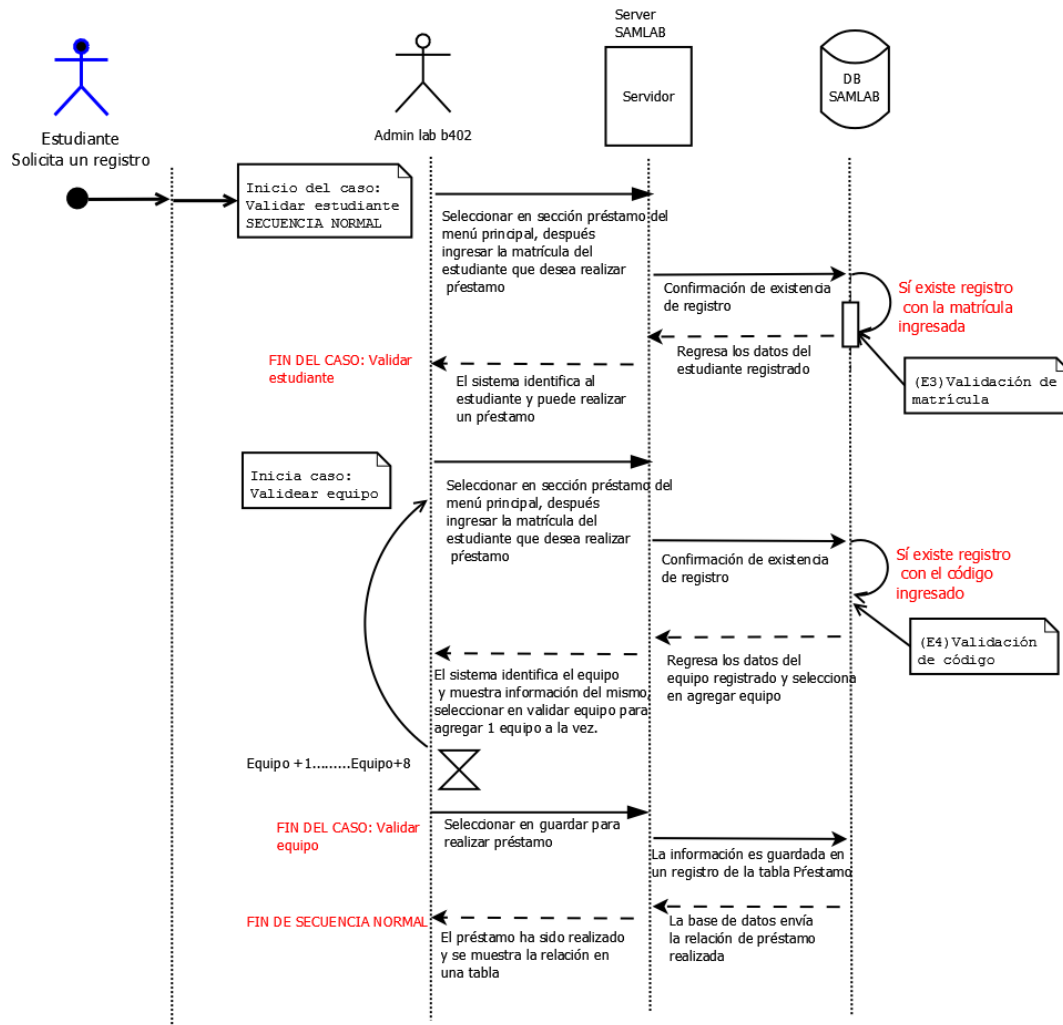 Server
SAMLAB
Servidor
DB
SAMLAB
Estudiante
Solicita un registro
Admin lab b402
Inicio del caso:
Validar estudiante
SECUENCIA NORMAL
Seleccionar en sección préstamo del
menú principal, después
ingresar la matrícula del
estudiante que desea realizar
pŕestamo
Confirmación de existencia
de registro
Sí existe registro
con la matrícula
ingresada
Regresa los datos del
estudiante registrado
FIN DEL CASO: Validar
estudiante
El sistema identifica al
estudiante y puede realizar
un pŕestamo
(E3)Validación de
matrícula
Inicia caso:
Validear equipo
Seleccionar en sección préstamo del
menú principal, después
ingresar la matrícula del
estudiante que desea realizar
pŕestamo
Confirmación de existencia
de registro
Sí existe registro
con el código
ingresado
(E4)Validación
de código
Regresa los datos del
equipo registrado y selecciona
en agregar equipo
El sistema identifica el equipo
y muestra información del mismo,
seleccionar en validar equipo para
agregar 1 equipo a la vez.
Equipo +1.........Equipo+8
FIN DEL CASO: Validar
equipo
Seleccionar en guardar para
realizar préstamo
La información es guardada en
un registro de la tabla Pŕestamo
FIN DE SECUENCIA NORMAL
El préstamo ha sido realizado
y se muestra la relación en
una tabla
La base de datos envía
la relación de préstamo
realizada